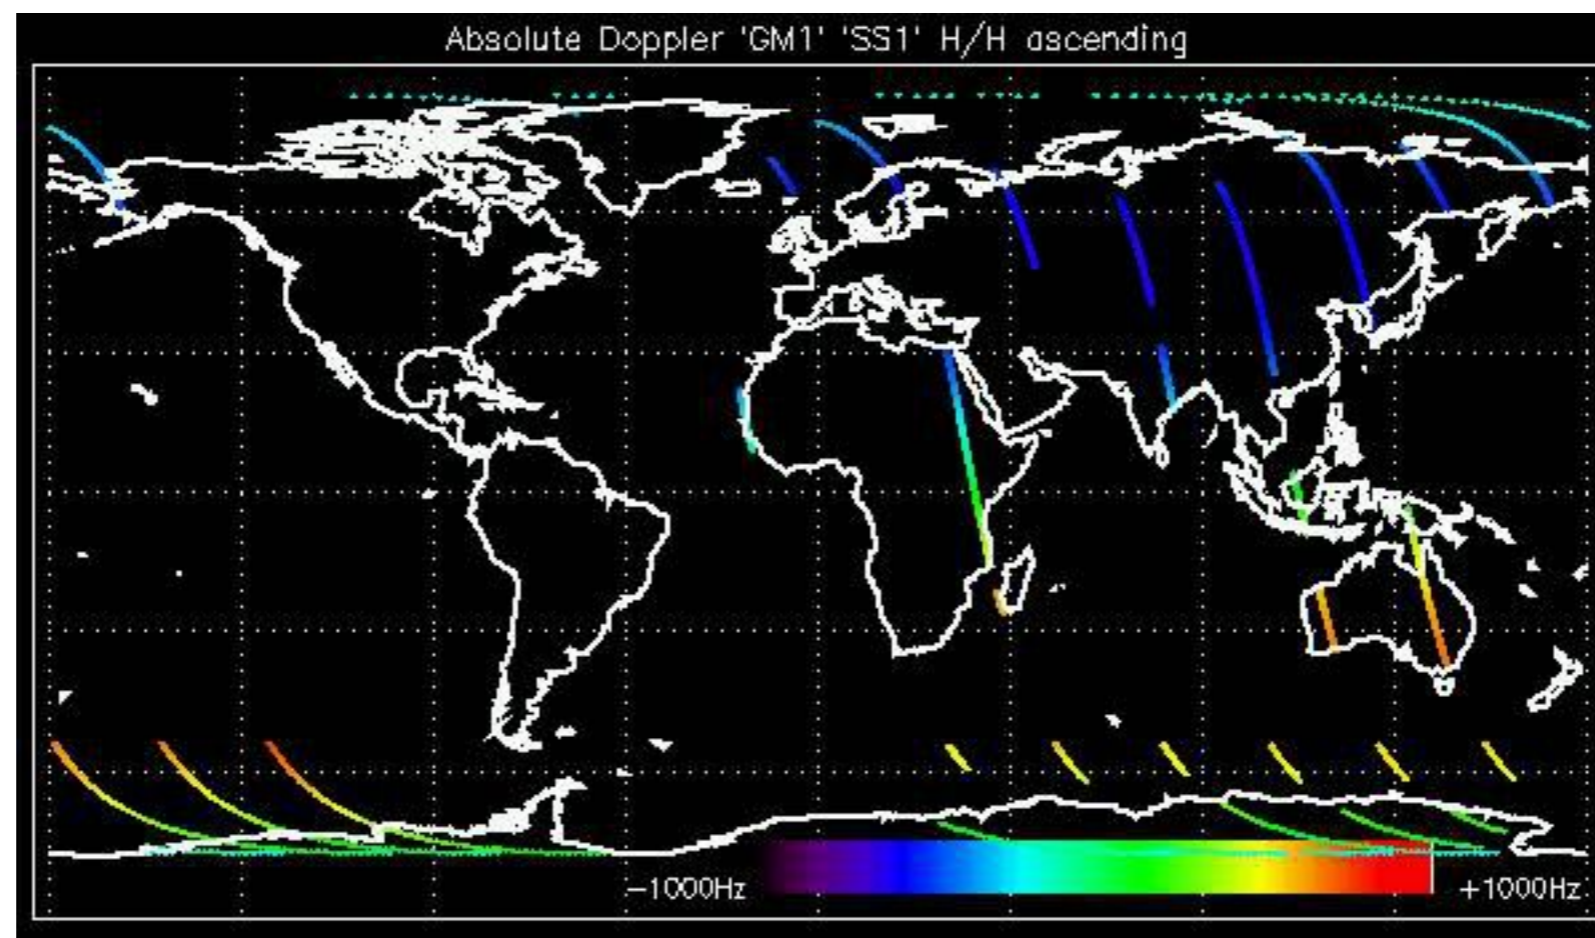 Absolute Doppler 'GM1' 'SS1' H/H ascending
-1000Hz
+1000Hz